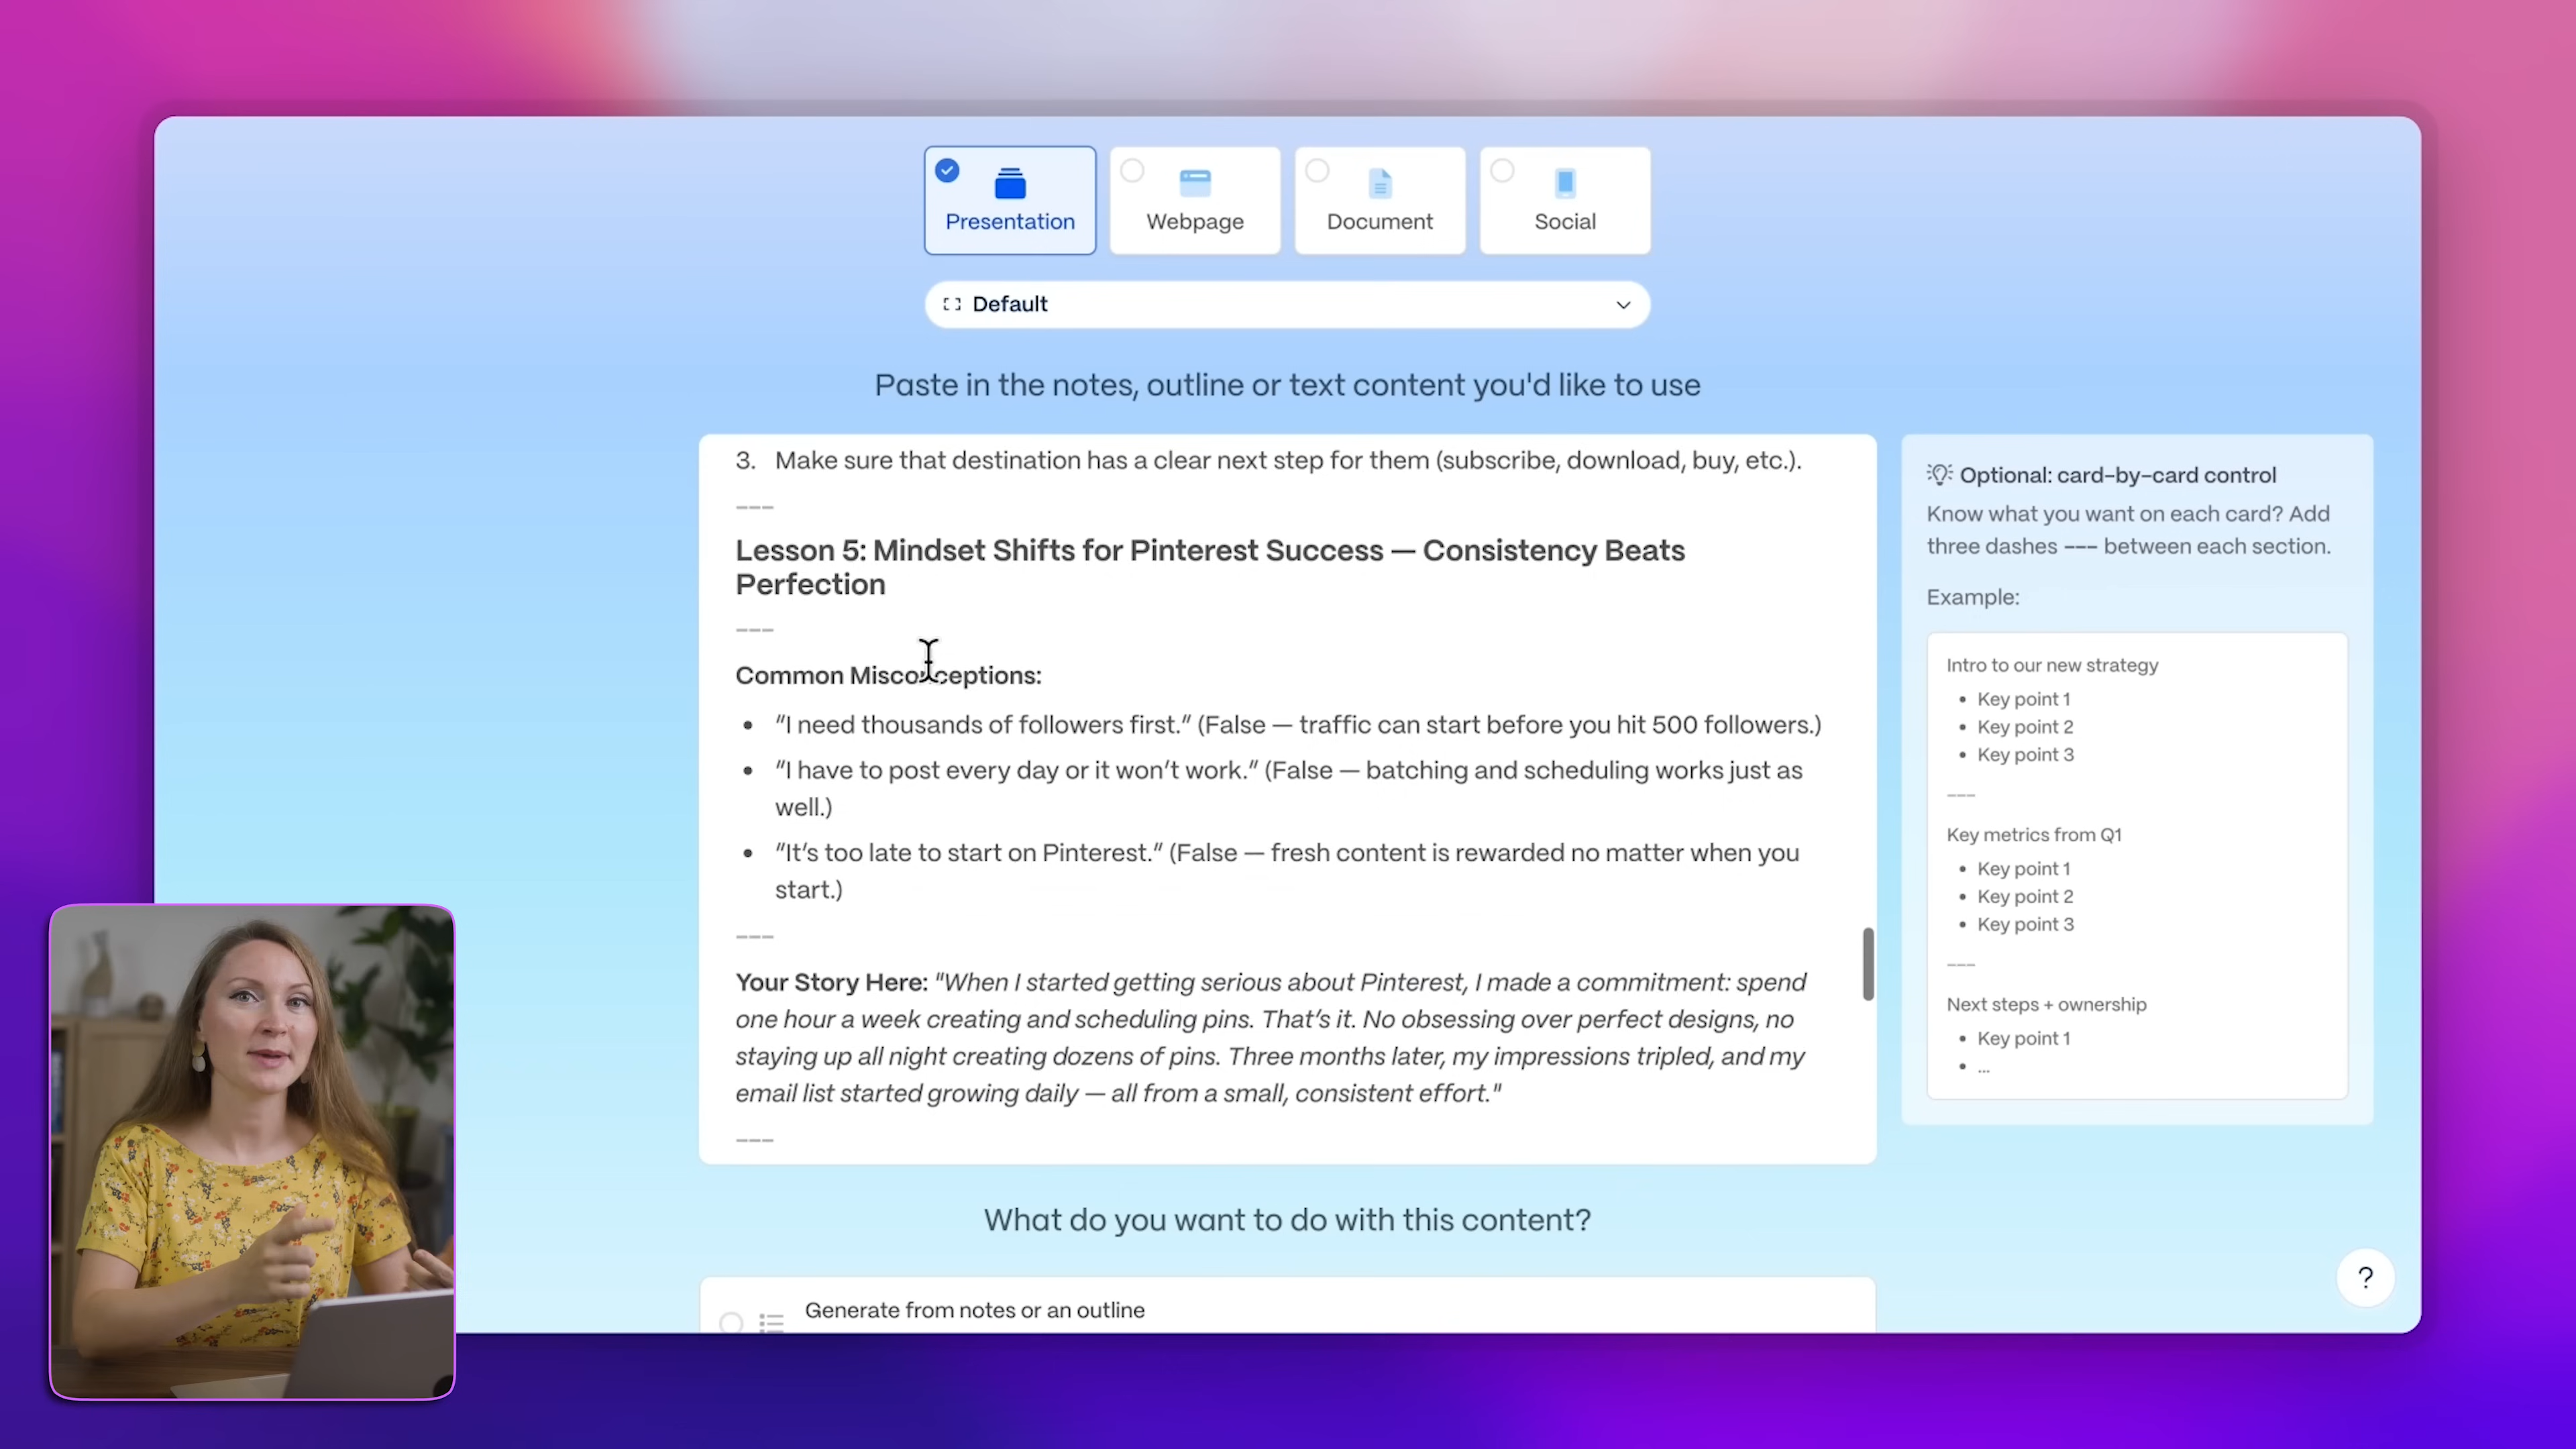 Presentation
Webpage
Document
Social
Default
Paste in the notes, outline or text content you'd like to use
3. Make sure that destination has a clear next step for them (subscribe, download, buy, etc.).
---
Lesson 5: Mindset Shifts for Pinterest Success — Consistency Beats
Perfection
---
Common Misconceptions:
• “I need thousands of followers first.” (False — traffic can start before you hit 500 followers.)
• “I have to post every day or it won’t work.” (False — batching and scheduling works just as
well.)
• “It’s too late to start on Pinterest.” (False — fresh content is rewarded no matter when you
start.)
---
Your Story Here: "When I started getting serious about Pinterest, I made a commitment: spend
one hour a week creating and scheduling pins. That’s it. No obsessing over perfect designs, no
staying up all night creating dozens of pins. Three months later, my impressions tripled, and my
email list started growing daily — all from a small, consistent effort."
---
Optional: card-by-card control
Know what you want on each card? Add
three dashes --- between each section.
Example:
Intro to our new strategy
• Key point 1
• Key point 2
• Key point 3
---
Key metrics from Q1
• Key point 1
• Key point 2
• Key point 3
---
Next steps + ownership
• Key point 1
• ...
What do you want to do with this content?
Generate from notes or an outline
?